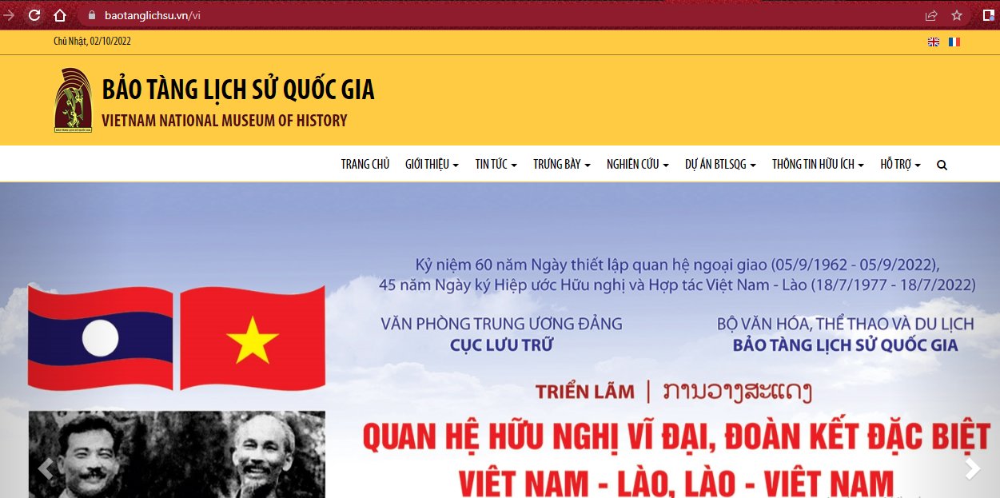 baotanglichsu.vn/vi
Chủ Nhật, 02/10/2022
BẢO TÀNG LỊCH SỬ QUỐC GIA
VIETNAM NATIONAL MUSEUM OF HISTORY
BẢO TÀNG LỊCH SỬ QUỐC GIA
TRANG CHỦ GIỚI THIỆU TIN TỨC TRƯNG BÀY NGHIÊN CỨU DỰ ÁN BTLSQG THÔNG TIN HỮU ÍCH HỖ TRỢ
Kỷ niệm 60 năm Ngày thiết lập quan hệ ngoại giao (05/9/1962 - 05/9/2022),
45 năm Ngày ký Hiệp ước Hữu nghị và Hợp tác Việt Nam - Lào (18/7/1977 - 18/7/2022)
VĂN PHÒNG TRUNG ƯƠNG ĐẢNG
CỤC LƯU TRỮ
BỘ VĂN HÓA, THỂ THAO VÀ DU LỊCH
BẢO TÀNG LỊCH SỬ QUỐC GIA
TRIỂN LÃM | ການວາງສະແດງ
QUAN HỆ HỮU NGHỊ VĨ ĐẠI, ĐOÀN KẾT ĐẶC BIỆT
VIỆT NAM - LÀO, LÀO - VIỆT NAM